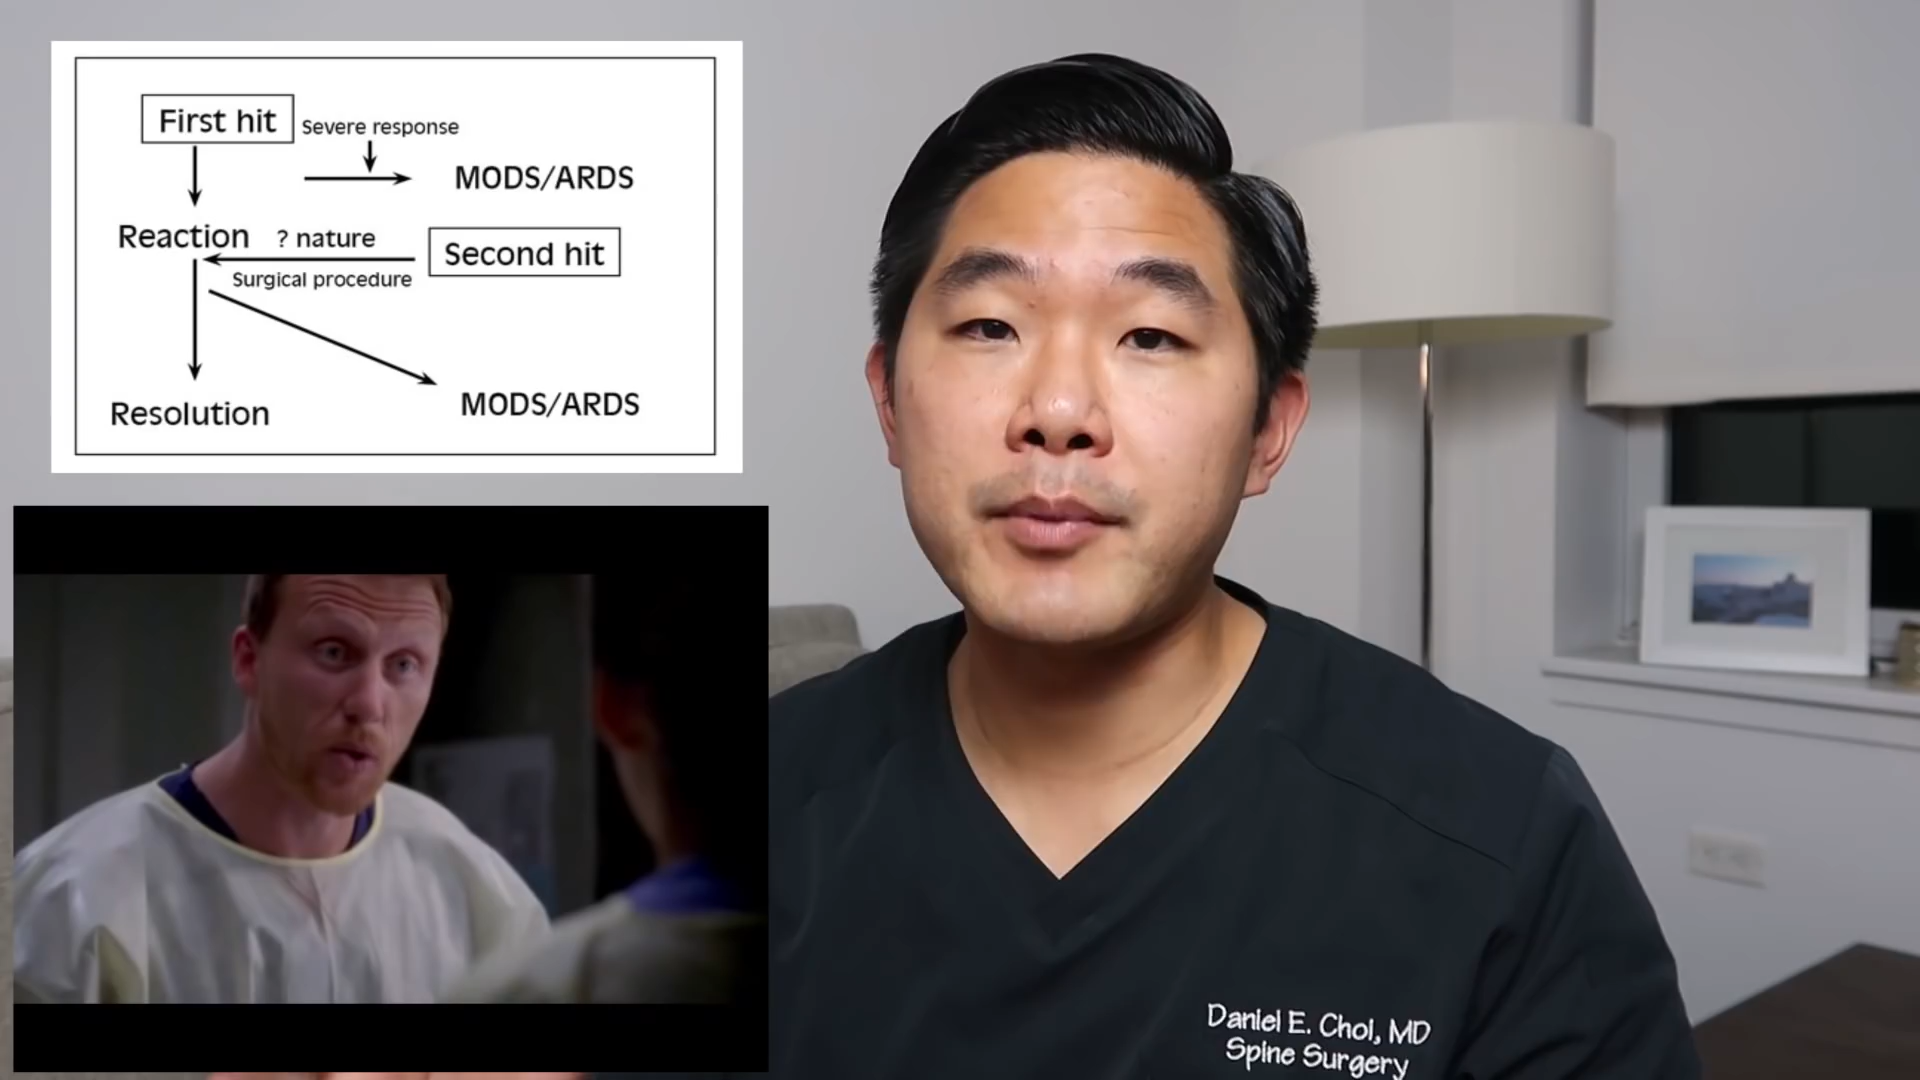 First hit
Severe response
MODS/ARDS
Reaction
? nature
Second hit
Surgical procedure
Resolution
MODS/ARDS
Daniel E. Choi, MD
Spine Surgery